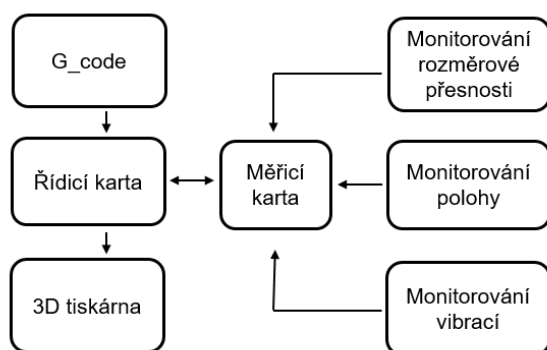 G_code
Řídicí karta
3D tiskárna
Měřicí
karta
Monitorování
rozměrové
přesnosti
Monitorování
polohy
Monitorování
vibrací